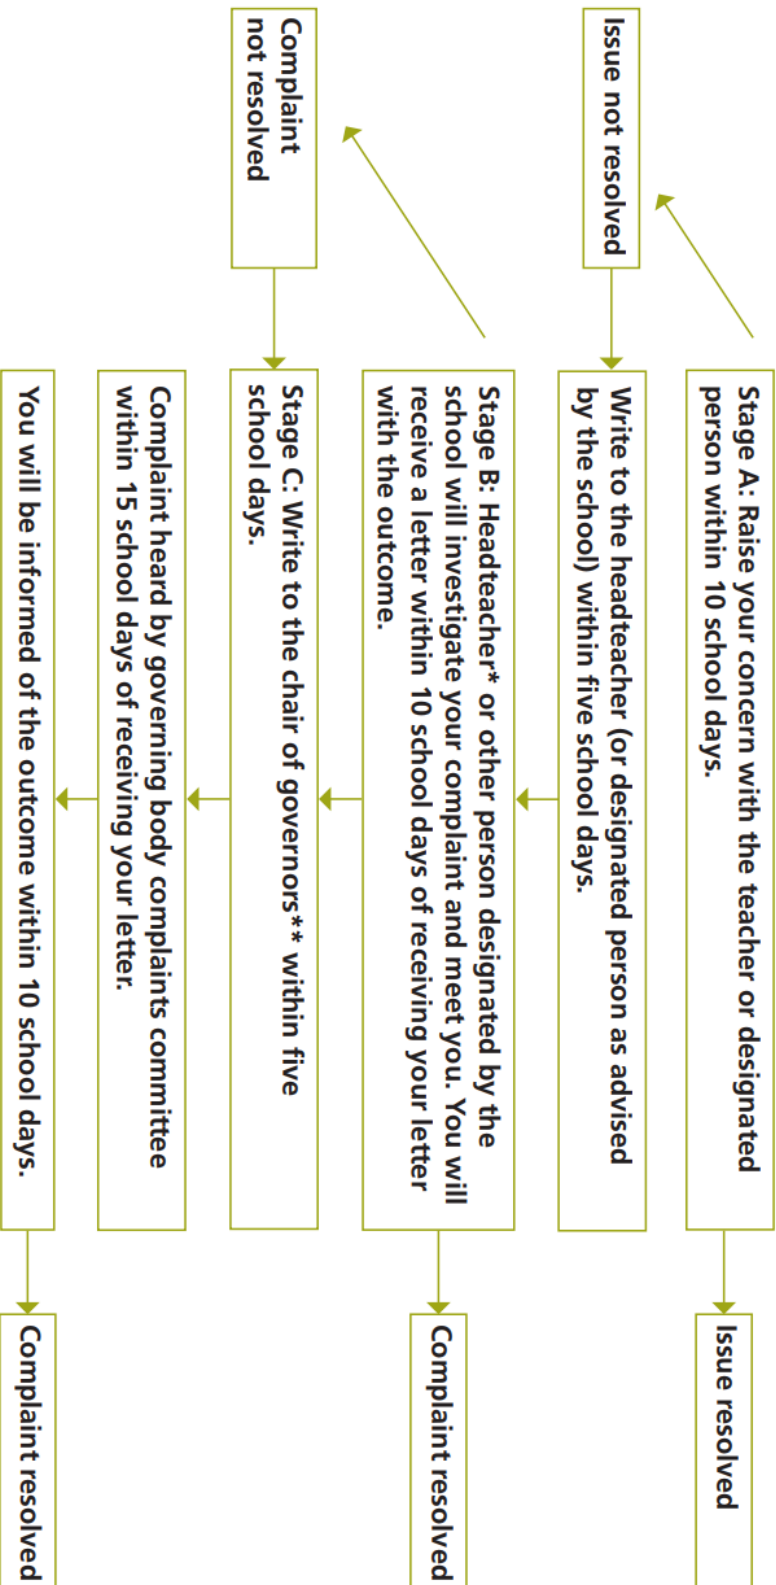 Stage A: Raise your concern with the teacher or designated
person within 10 school days.
Issue resolved
Issue not resolved
Write to the headteacher (or designated person as advised
by the school) within five school days.
Stage B: Headteacher* or other person designated by the
school will investigate your complaint and meet you. You will
receive a letter within 10 school days of receiving your letter
with the outcome.
Complaint resolved
Complaint
not resolved
Stage C: Write to the chair of governors** within five
school days.
Complaint heard by governing body complaints committee
within 15 school days of receiving your letter.
You will be informed of the outcome within 10 school days.
Complaint resolved